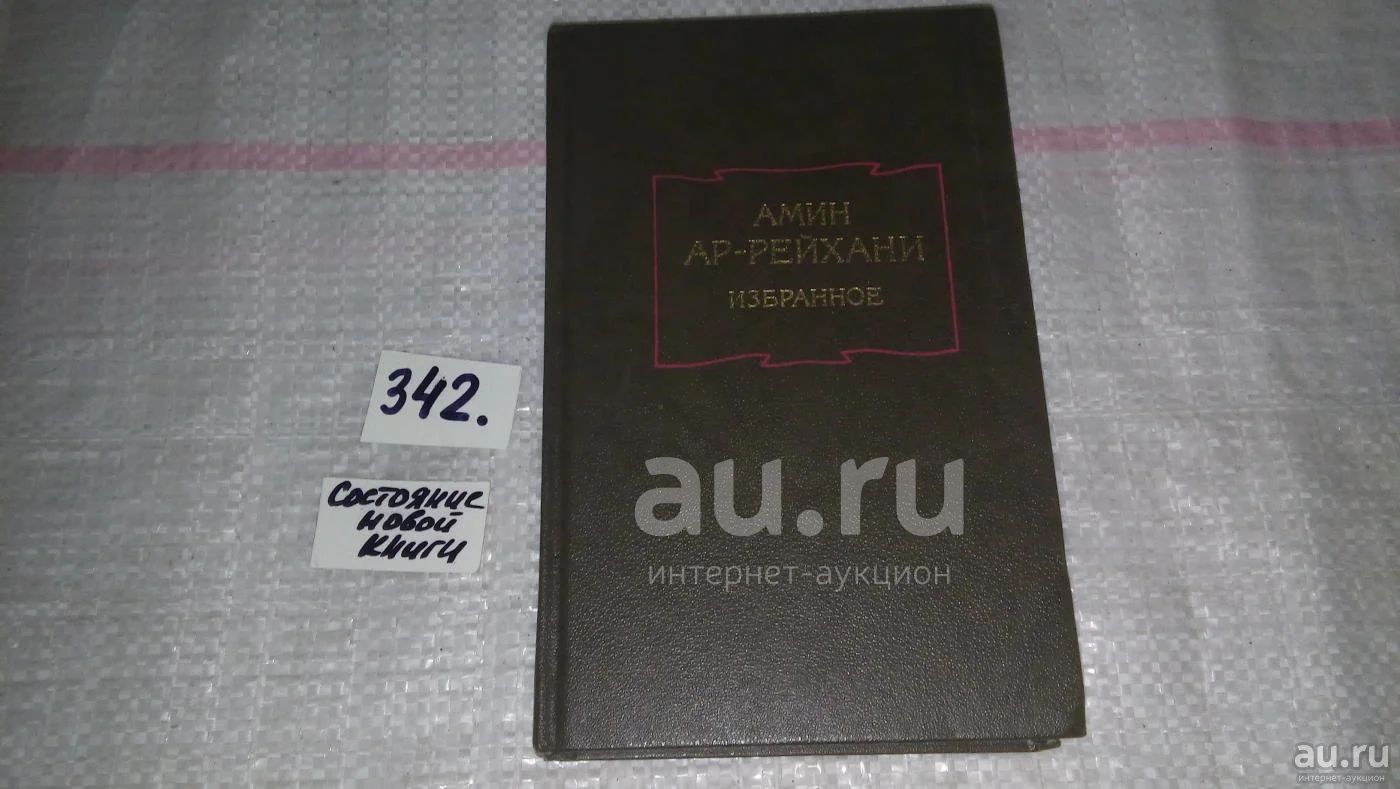 АМИН
АР-РЕЙХАНИ
ИЗБРАННОЕ
342.
Состояние
новой
книги
au.ru
интернет-аукцион
au.ru
интернет-аукцион